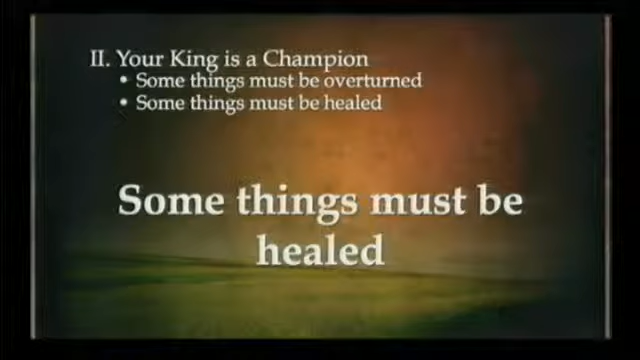 II. Your King is a Champion
• Some things must be overturned
• Some things must be healed
Some things must be
healed